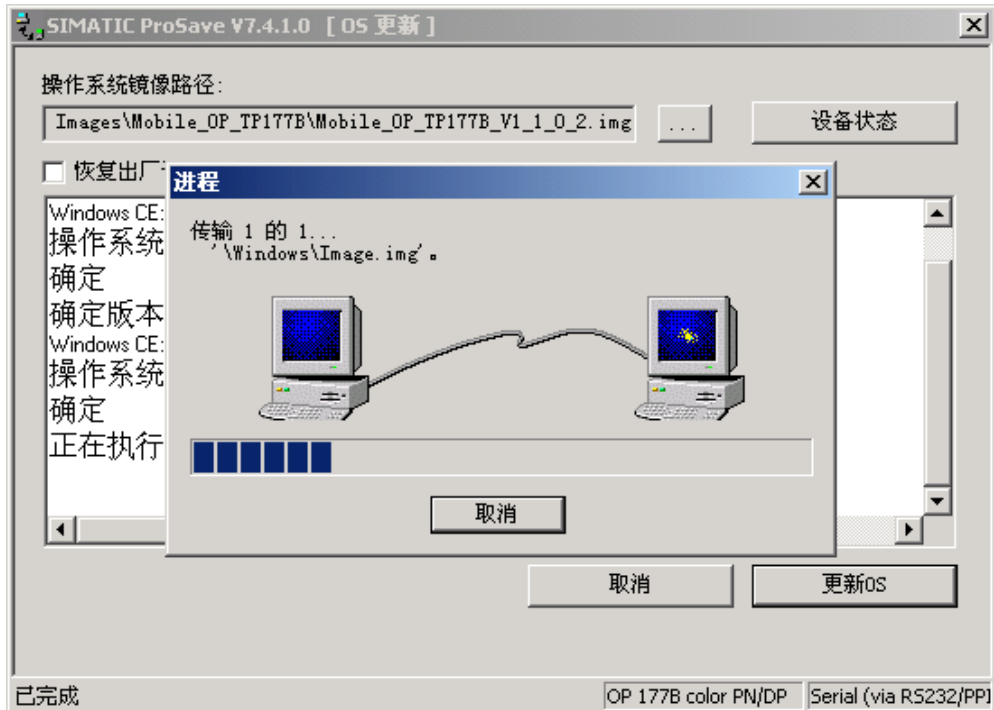 SIMATIC ProSave V7.4.1.0 [ OS 更新 ]
操作系统镜像路径:
Images\Mobile_OP_TP177B\Mobile_OP_TP177B_V1_1_0_2.img
...
设备状态
恢复出厂
进程
Windows CE:
传输 1 的 1...
操作系统
'\Windows\Image.img'。
确定
确定版本
Windows CE:
操作系统
确定
正在执行
取消
取消
更新OS
已完成
OP 177B color PN/DP
Serial (via RS232/PPI